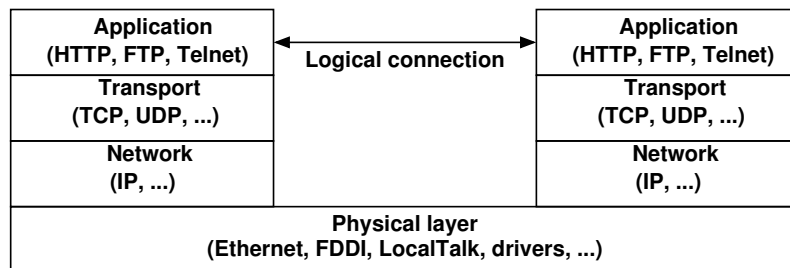 Application
(HTTP, FTP, Telnet)
Transport
(TCP, UDP, ...)
Network
(IP, ...)
Logical connection
Application
(HTTP, FTP, Telnet)
Transport
(TCP, UDP, ...)
Network
(IP, ...)
Physical layer
(Ethernet, FDDI, LocalTalk, drivers, ...)